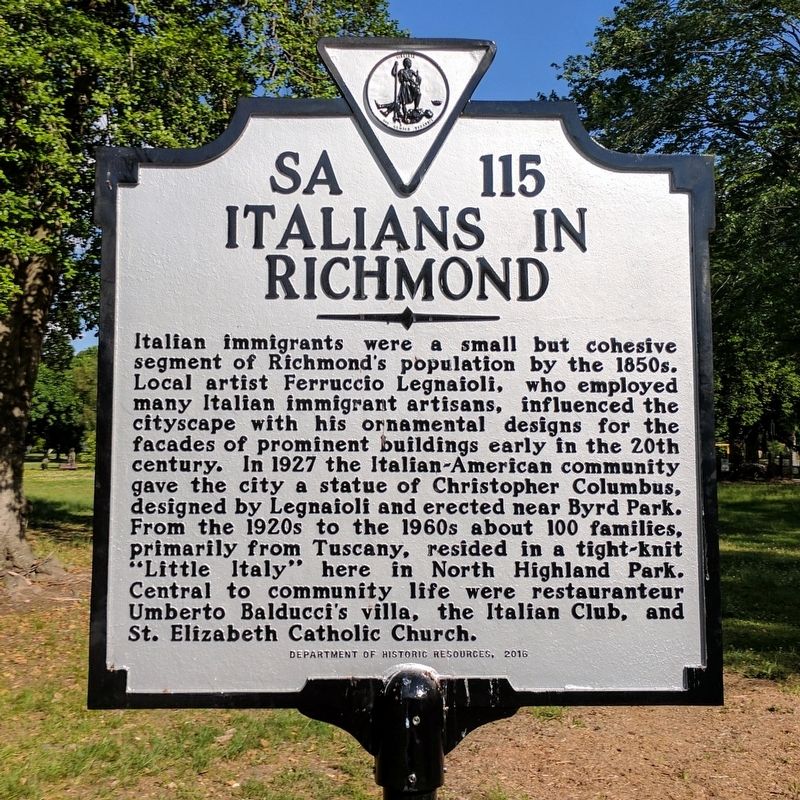 SA 115
ITALIANS IN
RICHMOND
Italian immigrants were a small but cohesive
segment of Richmond's population by the 1850s.
Local artist Ferruccio Legnaioli, who employed
many Italian immigrant artisans, influenced the
cityscape with his ornamental designs for the
facades of prominent buildings early in the 20th
century. In 1927 the Italian-American community
gave the city a statue of Christopher Columbus,
designed by Legnaioli and erected near Byrd Park.
From the 1920s to the 1960s about 100 families,
primarily from Tuscany, resided in a tight-knit
"Little Italy" here in North Highland Park.
Central to community life were restauranteur
Umberto Balducci's villa, the Italian Club, and
St. Elizabeth Catholic Church.
DEPARTMENT OF HISTORIC RESOURCES, 2016